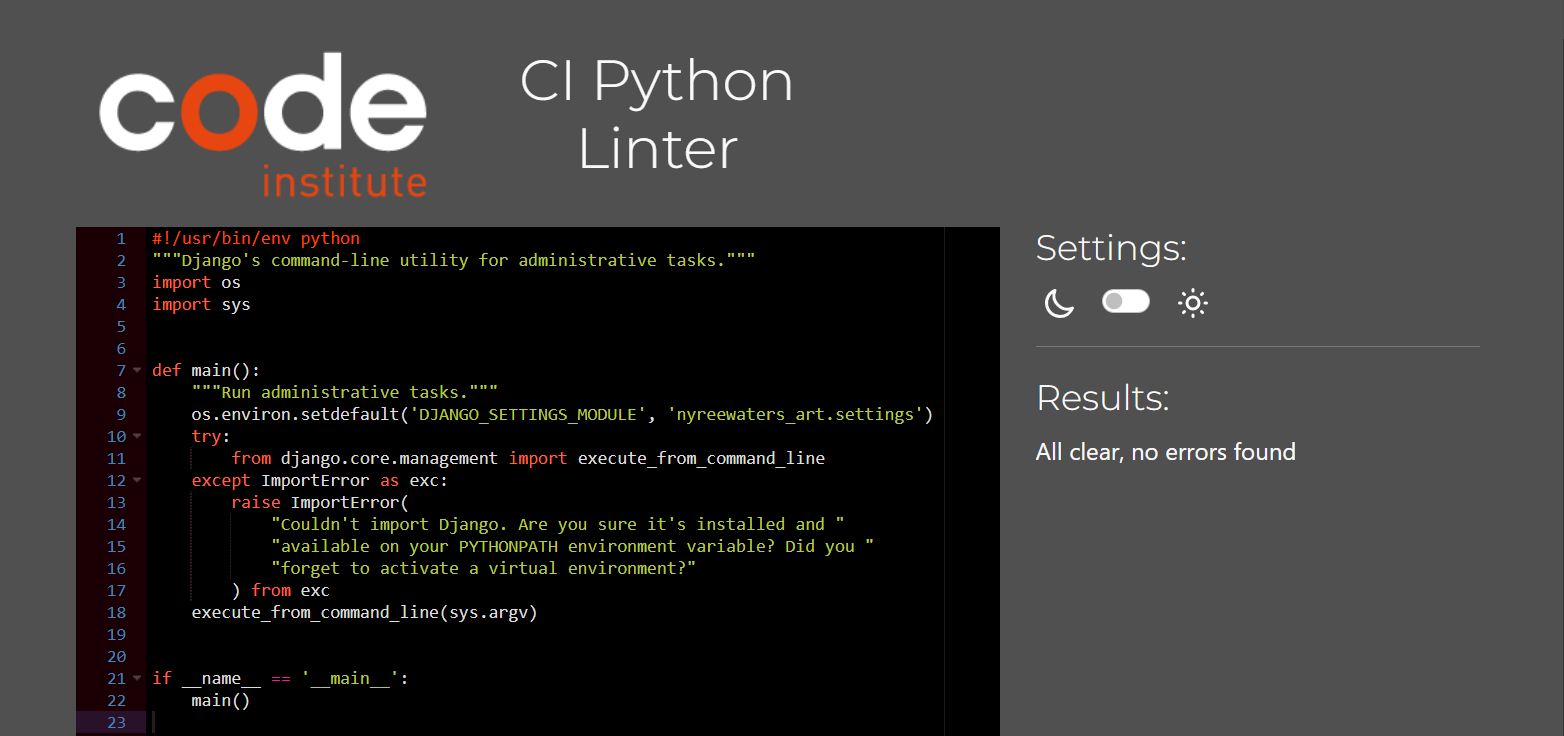 code
institute
CI Python
Linter
1 #!/usr/bin/env python
2 """Django's command-line utility for administrative tasks."""
3 import os
4 import sys
5
6
7 def main():
8     """Run administrative tasks."""
9     os.environ.setdefault('DJANGO_SETTINGS_MODULE', 'nyreewaters_art.settings')
10     try:
11         from django.core.management import execute_from_command_line
12     except ImportError as exc:
13         raise ImportError(
14             "Couldn't import Django. Are you sure it's installed and "
15             "available on your PYTHONPATH environment variable? Did you "
16             "forget to activate a virtual environment?"
17         ) from exc
18     execute_from_command_line(sys.argv)
19
20
21 if __name__ == '__main__':
22     main()
23
Settings:
Results:
All clear, no errors found